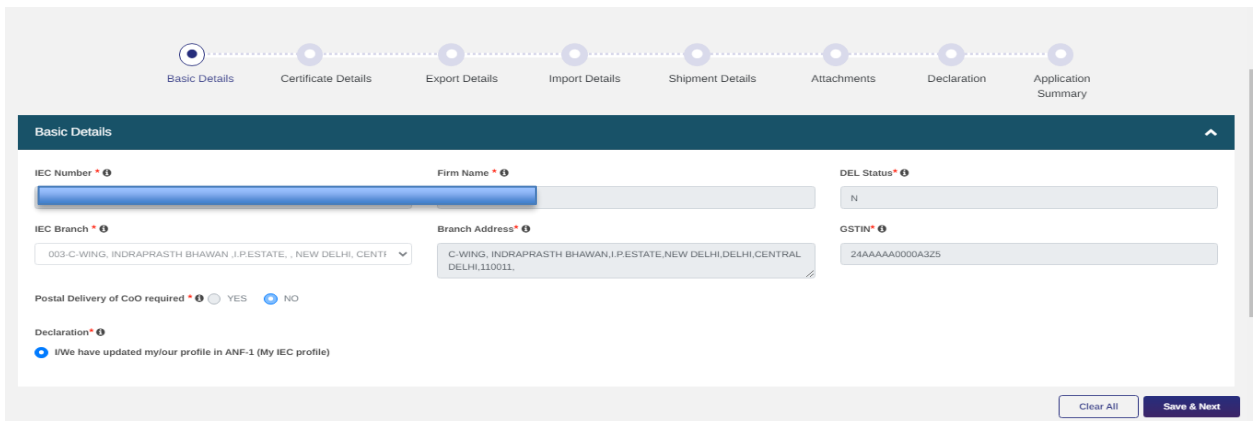 Basic Details
Certificate Details
Export Details
Import Details
Shipment Details
Attachments
Declaration
Application
Summary
Basic Details
IEC Number *
Firm Name *
DEL Status*
N
IEC Branch *
Branch Address*
GSTIN*
003-C-WING, INDRAPRASTH BHAWAN ,I.P.ESTATE, , NEW DELHI, CENTF
C-WING, INDRAPRASTH BHAWAN,I.P.ESTATE,NEW DELHI,DELHI,CENTRAL
DELHI,110011,
24AAAAA0000A3Z5
Postal Delivery of CoO required * YES NO
Declaration*
I/We have updated my/our profile in ANF-1 (My IEC profile)
Clear All
Save & Next